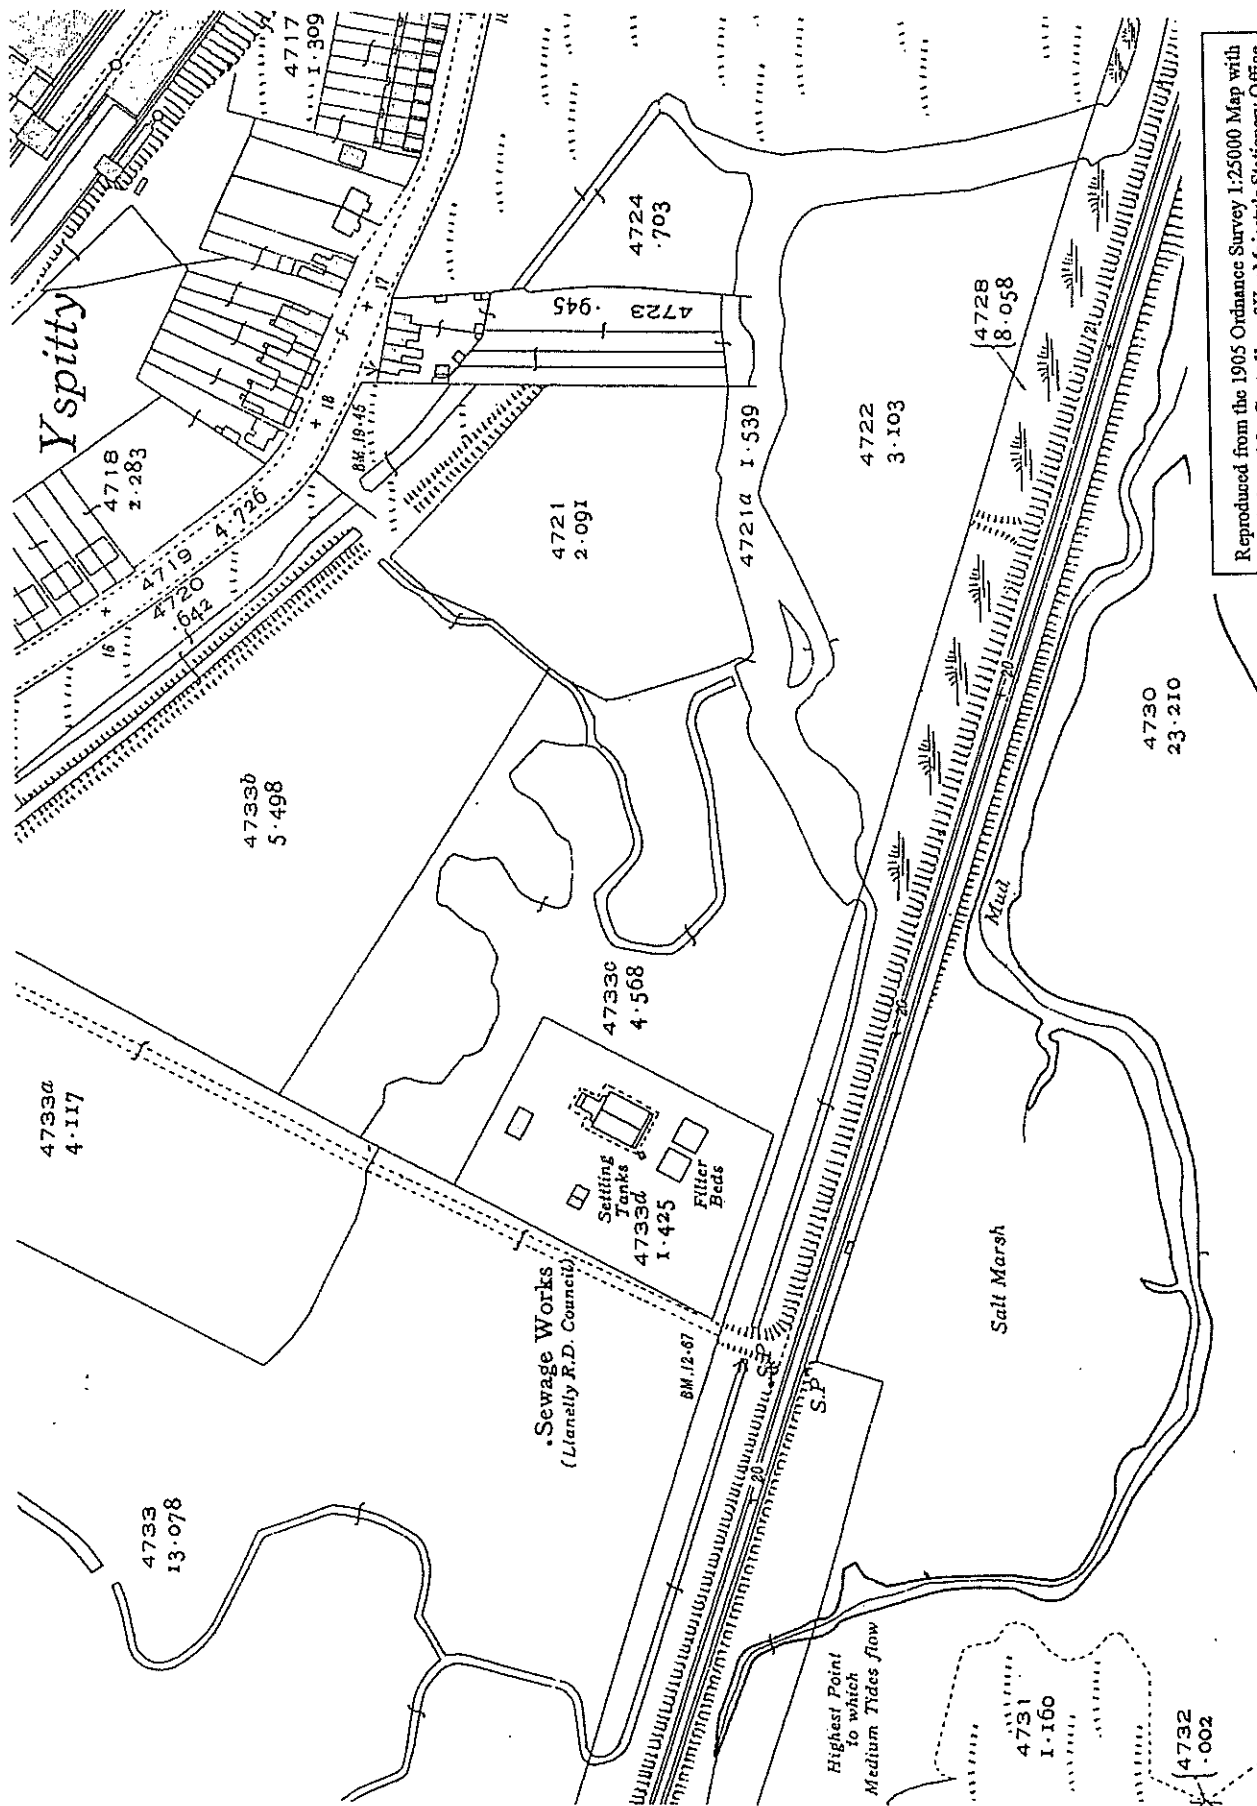 Yspitty
4717
1·309
4718
2·283
4719
4·726
4720
·642
16
18
17
B.M.19·45
4724
·703
4723 ·945
4721
2·091
4721a 1·539
4722
3·103
4728
8·058
4733b
5·498
4733a
4·117
4733c
4·568
Settling
Tanks
4733d
1·425
Filter
Beds
Sewage Works
(Llanelly R.D. Council)
B.M.12·67
4733
13·078
S.P
S.P
21
20
20
20
Mud
4730
23·210
Salt Marsh
Highest Point
to which
Medium Tides flow
4731
1·160
4732
·002
Reproduced from the 1905 Ordnance Survey 1:25000 Map with